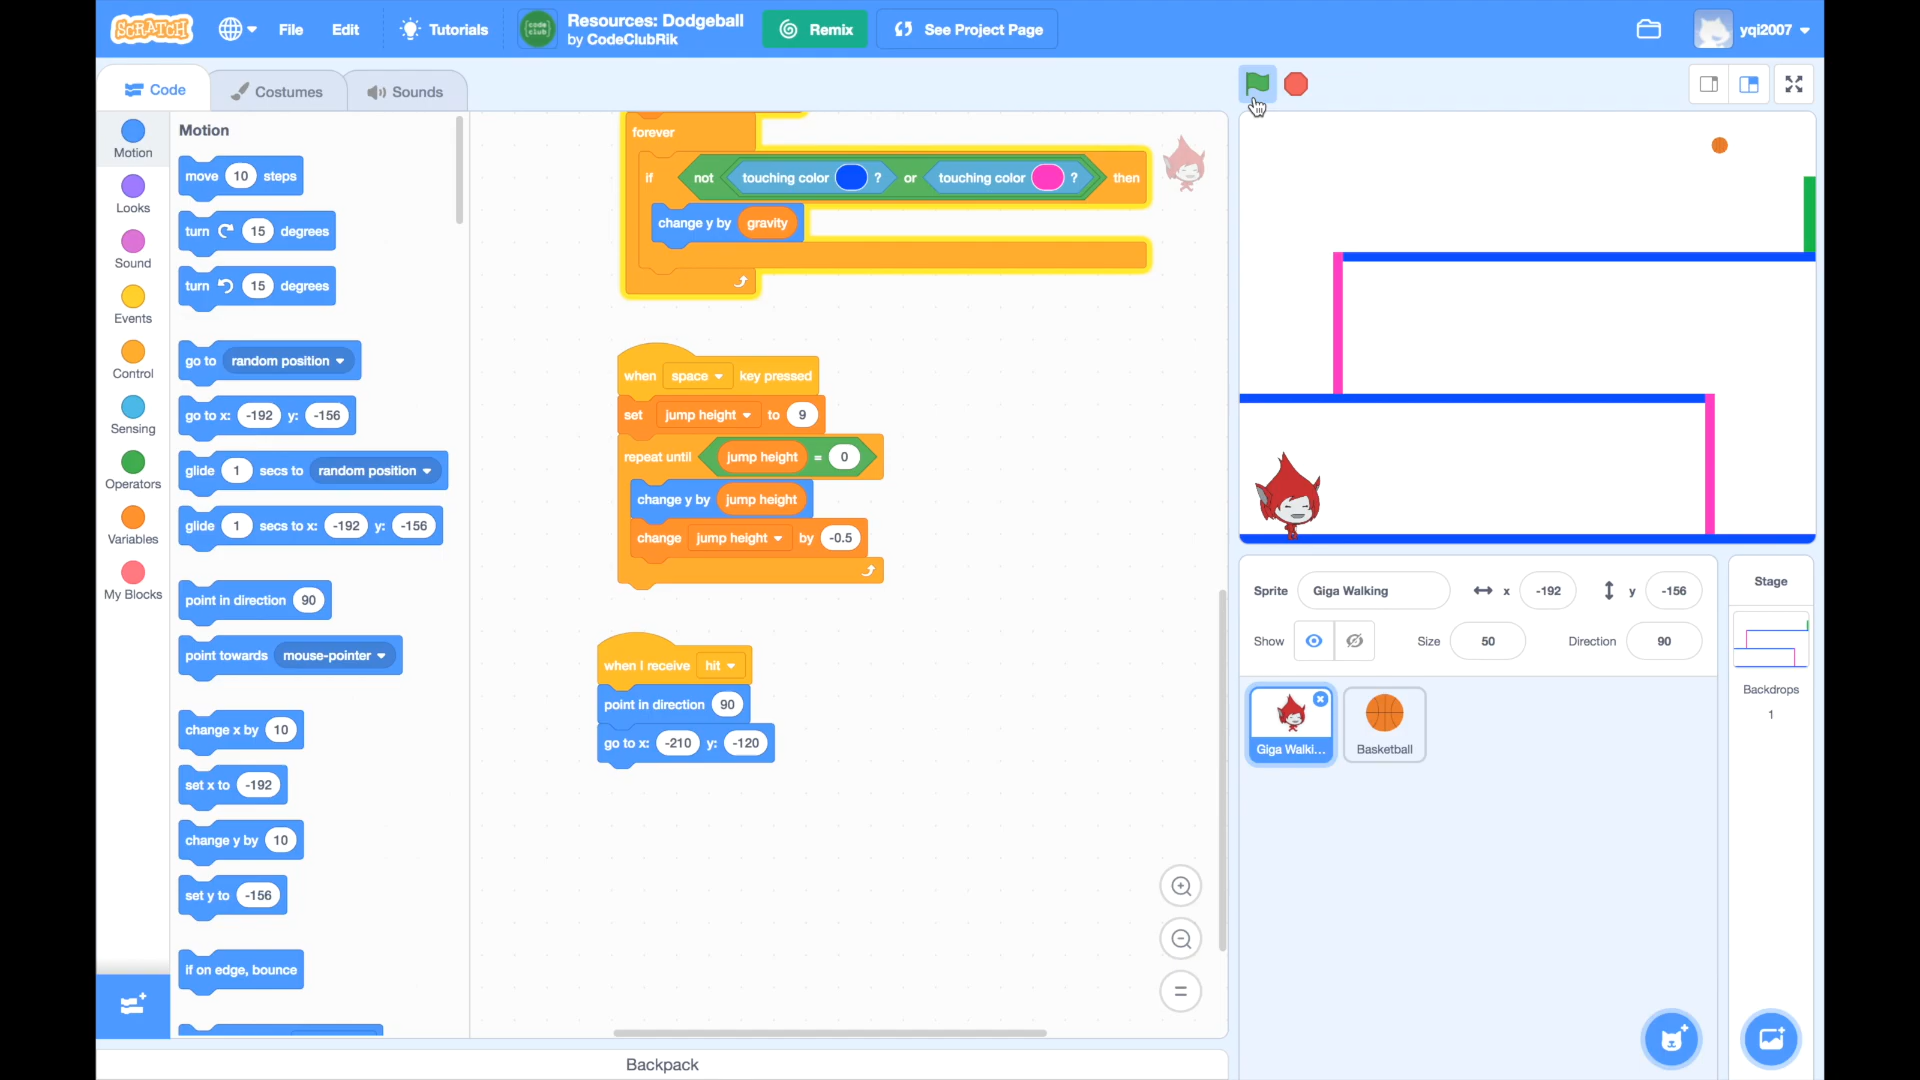 SCRATCH
File
Edit
Tutorials
code club
Resources: Dodgeball
by CodeClubRik
Remix
See Project Page
yqi2007
Code
Costumes
Sounds
Motion
Looks
Sound
Events
Control
Sensing
Operators
Variables
My Blocks
Motion
move 10 steps
turn 15 degrees
turn 15 degrees
go to random position
go to x: -192 y: -156
glide 1 secs to random position
glide 1 secs to x: -192 y: -156
point in direction 90
point towards mouse-pointer
change x by 10
set x to -192
change y by 10
set y to -156
if on edge, bounce
forever
if not touching color ? or touching color ? then
change y by gravity
when space key pressed
set jump height to 9
repeat until jump height = 0
change y by jump height
change jump height by -0.5
when I receive hit
point in direction 90
go to x: -210 y: -120
Backpack
Sprite Giga Walking x -192 y -156
Show Size 50 Direction 90
Giga Walki...
Basketball
Stage
Backdrops
1